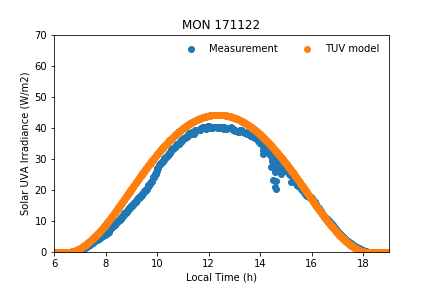 MON 171122
Measurement TUV model
Solar UVA Irradiance (W/m2)
70
60
50
40
30
20
10
0
6 8 10 12 14 16 18
Local Time (h)